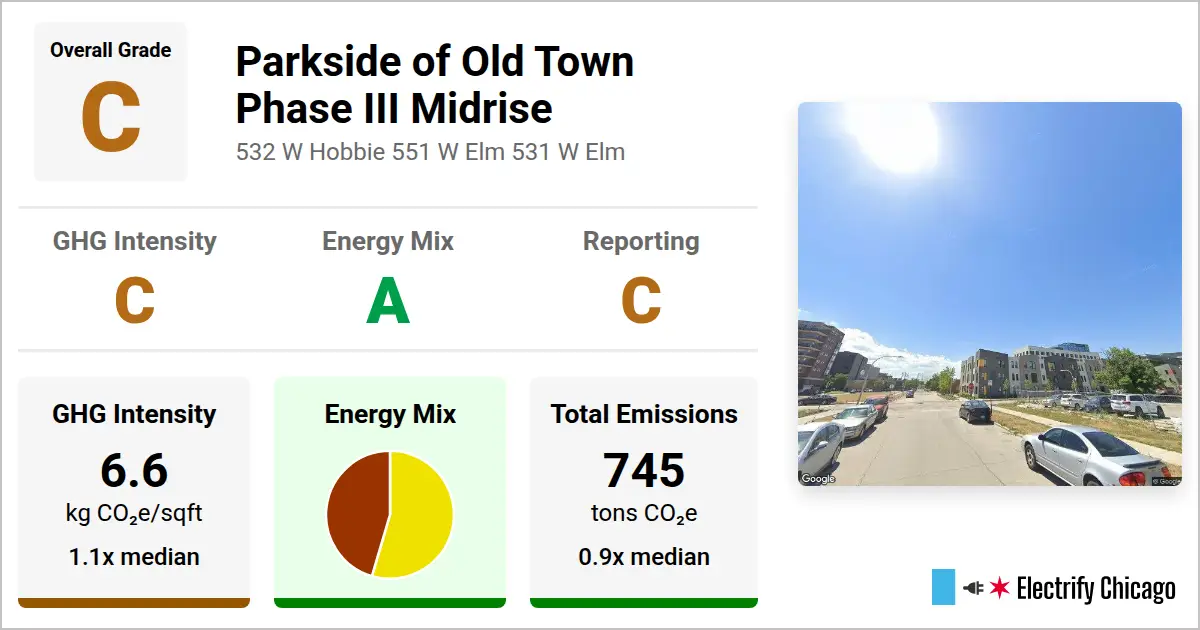 Overall Grade
C
Parkside of Old Town
Phase III Midrise
532 W Hobbie 551 W Elm 531 W Elm
GHG Intensity
C
Energy Mix
A
Reporting
C
GHG Intensity
6.6
kg CO₂e/sqft
1.1x median
Energy Mix
Total Emissions
745
tons CO₂e
0.9x median
Google
© Google
Electrify Chicago